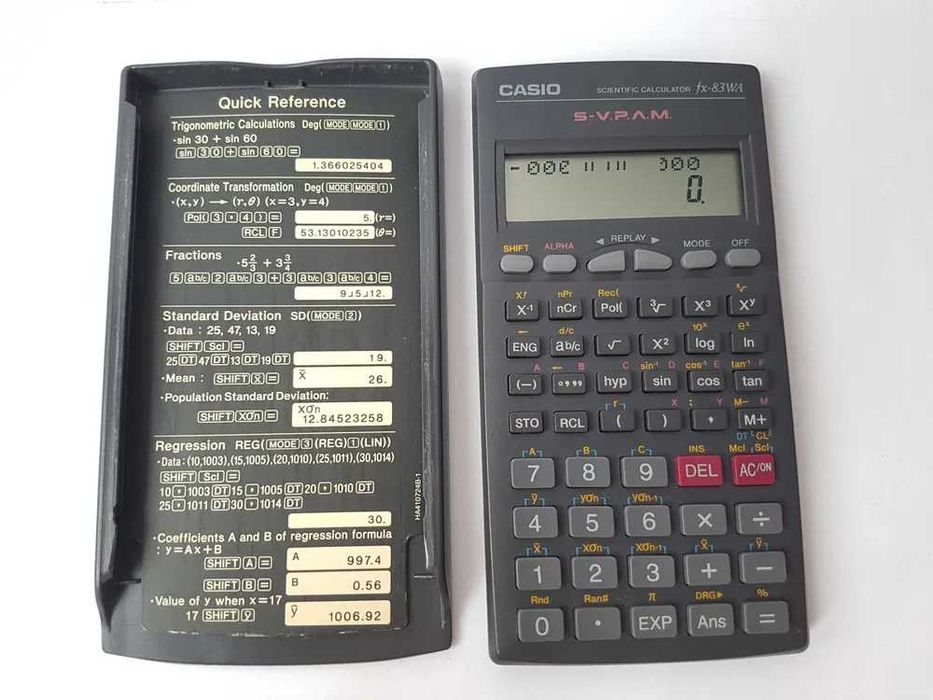 Quick Reference
Trigonometric Calculations Deg(MODE MODE 1)
·sin 30 + sin 60
sin 3 0 + sin 6 0 =
1.366025404
Coordinate Transformation Deg(MODE MODE 1)
·(x,y) → (r,θ) (x=3,y=4)
Pol( 3 , 4 ) =
5. (r=)
RCL F
53.13010235 (θ=)
Fractions
·5 2/3 + 3 3/4
5 ab/c 2 ab/c 3 + 3 ab/c 3 ab/c 4 =
9⌟5⌟12.
Standard Deviation SD(MODE 2)
·Data : 25, 47, 13, 19
SHIFT Scl =
25 DT 47 DT 13 DT 19 DT
19.
·Mean : SHIFT x̄ =
x̄ 26.
·Population Standard Deviation:
SHIFT xσn =
xσn
12.84523258
Regression REG(MODE 3 (REG) 1 (LIN))
·Data: (10,1003),(15,1005),(20,1010),(25,1011),(30,1014)
SHIFT Scl =
10 , 1003 DT 15 , 1005 DT 20 , 1010 DT
25 , 1011 DT 30 , 1014 DT
30.
·Coefficients A and B of regression formula
: y=Ax+B
SHIFT A =
A 997.4
SHIFT B =
B 0.56
·Value of y when x=17
17 SHIFT ŷ
ŷ 1006.92
HA410724B-1
CASIO SCIENTIFIC CALCULATOR fx-83WA
S-V.P.A.M.
0.
SHIFT ALPHA ◀ REPLAY ▶ MODE OFF
x! nPr Rec( ˣ√
x⁻¹ nCr Pol( ³√ x³ xʸ
← d/c 10ˣ eˣ
ENG ab/c √ x² log ln
A ← B C sin⁻¹ D cos⁻¹ E tan⁻¹ F
(−) ° ' " hyp sin cos tan
r X ; Y M− M
STO RCL ( ) , M+
DT CL
A B C INS Mcl Scl
7 8 9 DEL AC/ON
ȳ yσn yσn-1
4 5 6 × ÷
x̄ xσn xσn-1 x̂ ŷ
1 2 3 + −
Rnd Ran# π DRG▶ %
0 · EXP Ans =